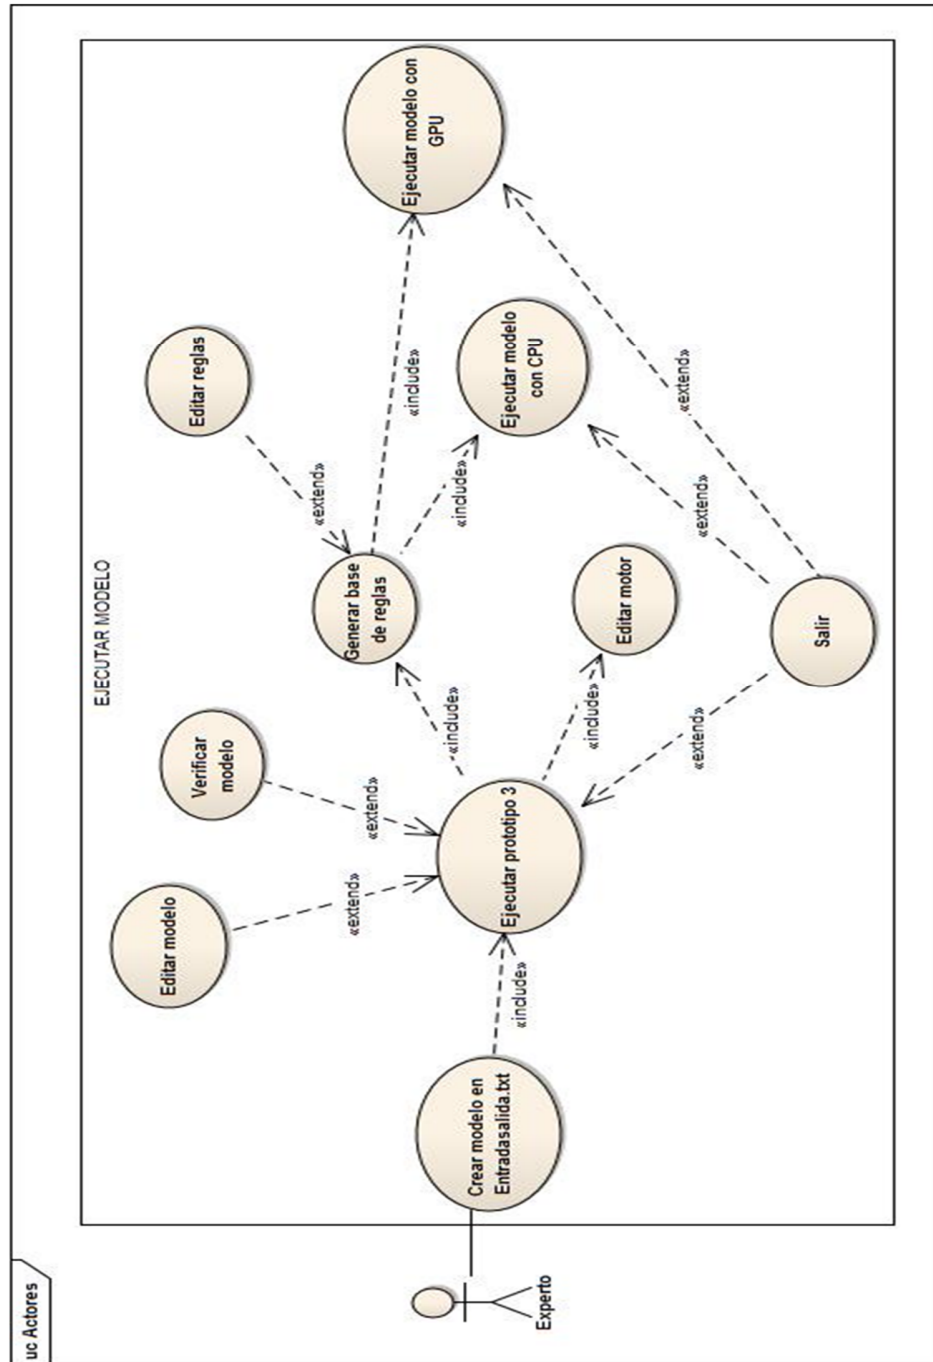 uc Actores
EJECUTAR MODELO
Experto
Crear modelo en
Entradasalida.txt
«include»
Editar modelo
«extend»
Verificar
modelo
«extend»
Ejecutar prototipo 3
«include»
«include»
«extend»
Generar base
de reglas
Editar motor
Salir
«extend»
Editar reglas
«include»
«include»
«extend»
«extend»
Ejecutar modelo
con CPU
Ejecutar modelo con
GPU